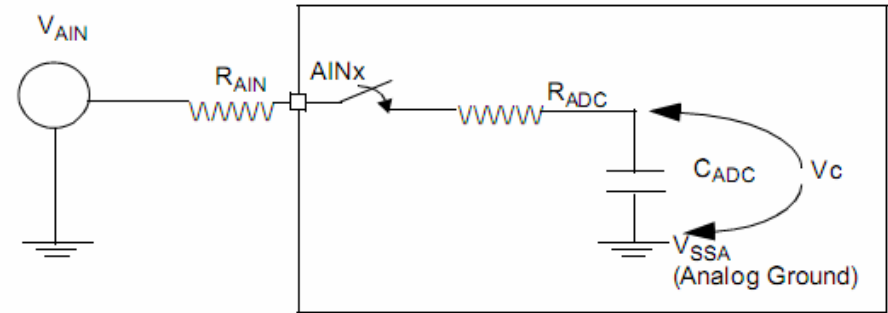 VAIN
RAIN
AINx
RADC
CADC
Vc
VSSA
(Analog Ground)